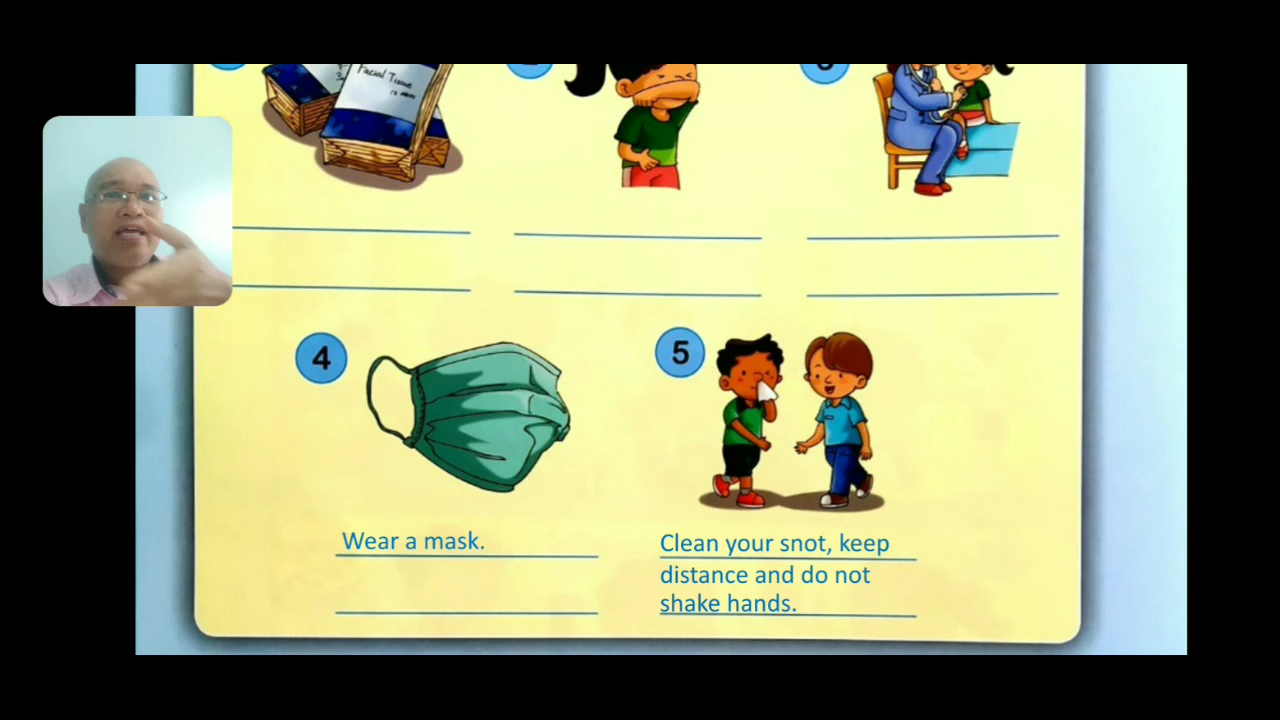 Facial Tissue
4
5
Wear a mask.
Clean your snot, keep
distance and do not
shake hands.